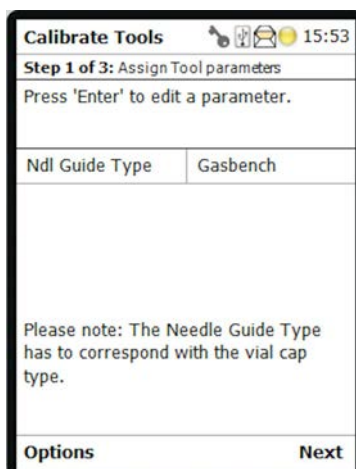 Calibrate Tools 15:53
Step 1 of 3: Assign Tool parameters
Press 'Enter' to edit a parameter.
Ndl Guide Type Gasbench
Please note: The Needle Guide Type
has to correspond with the vial cap
type.
Options Next